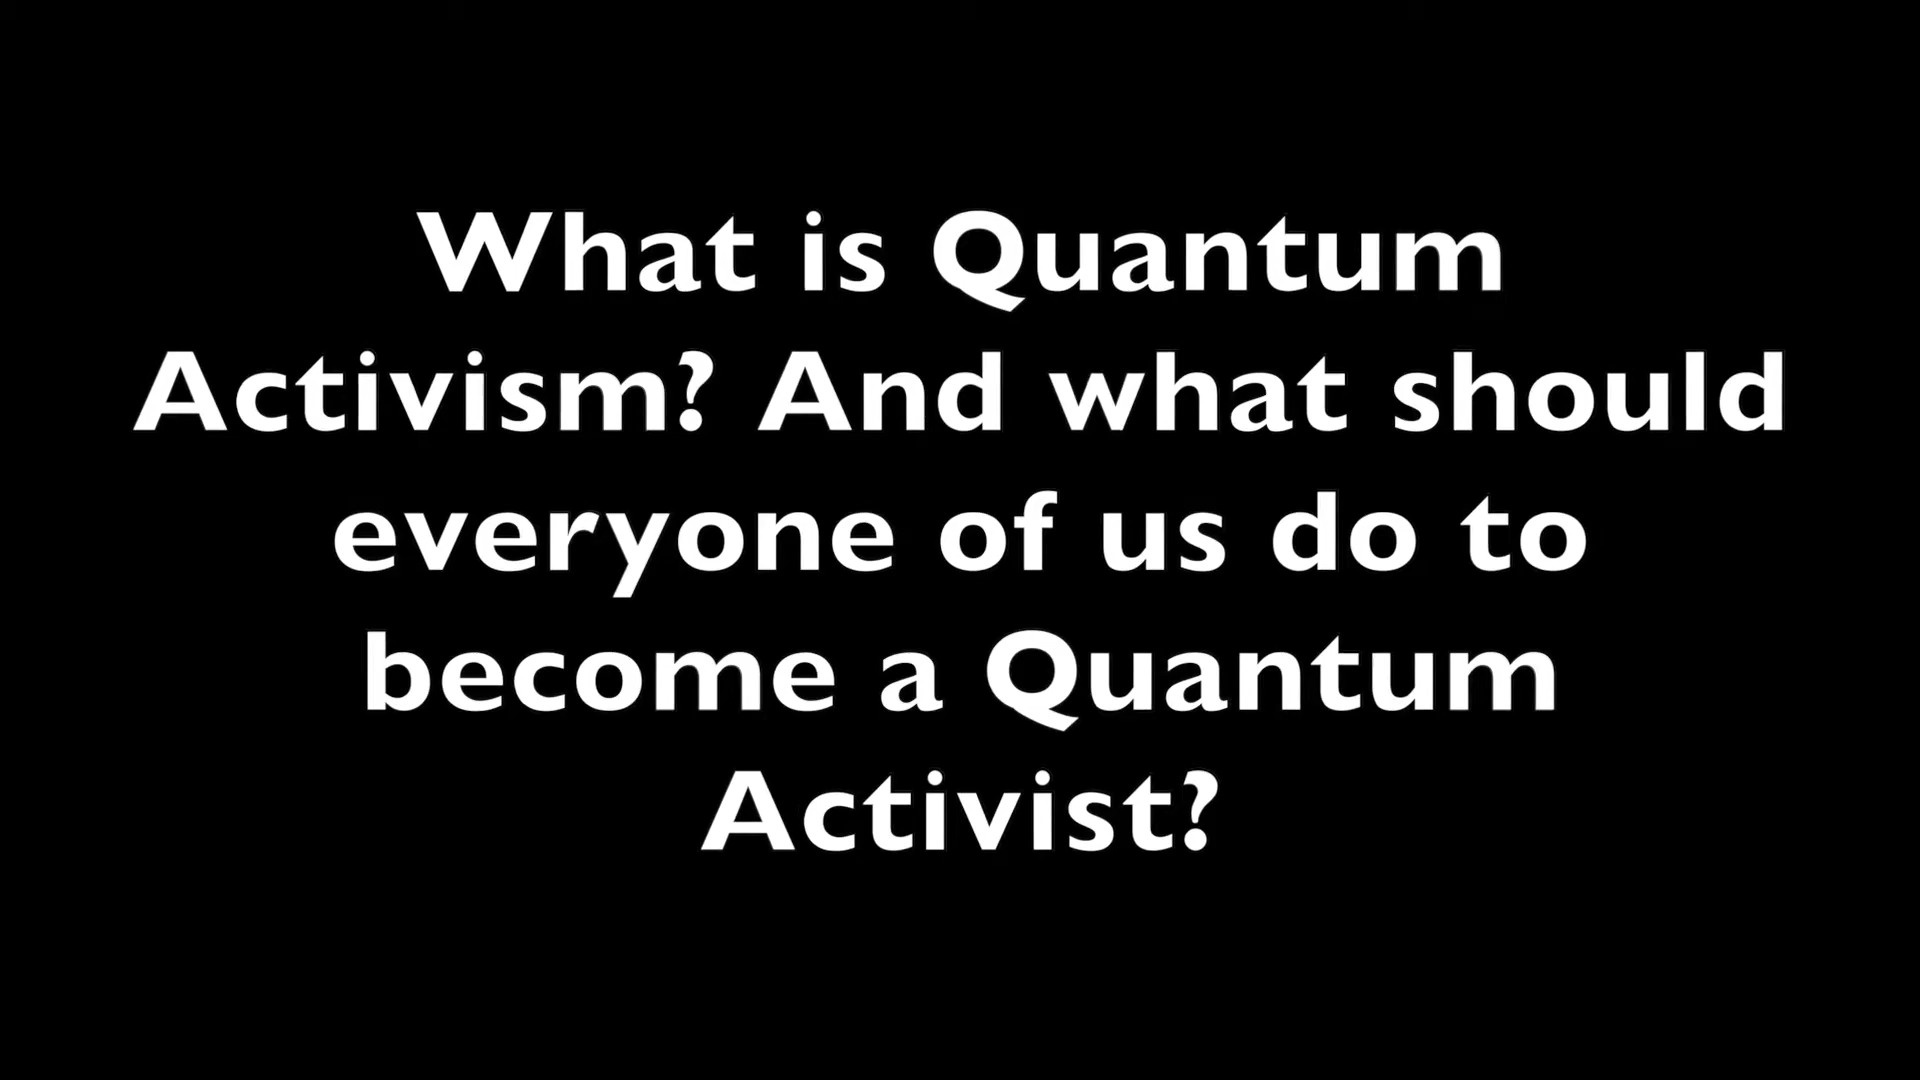 What is Quantum
Activism? And what should
everyone of us do to
become a Quantum
Activist?